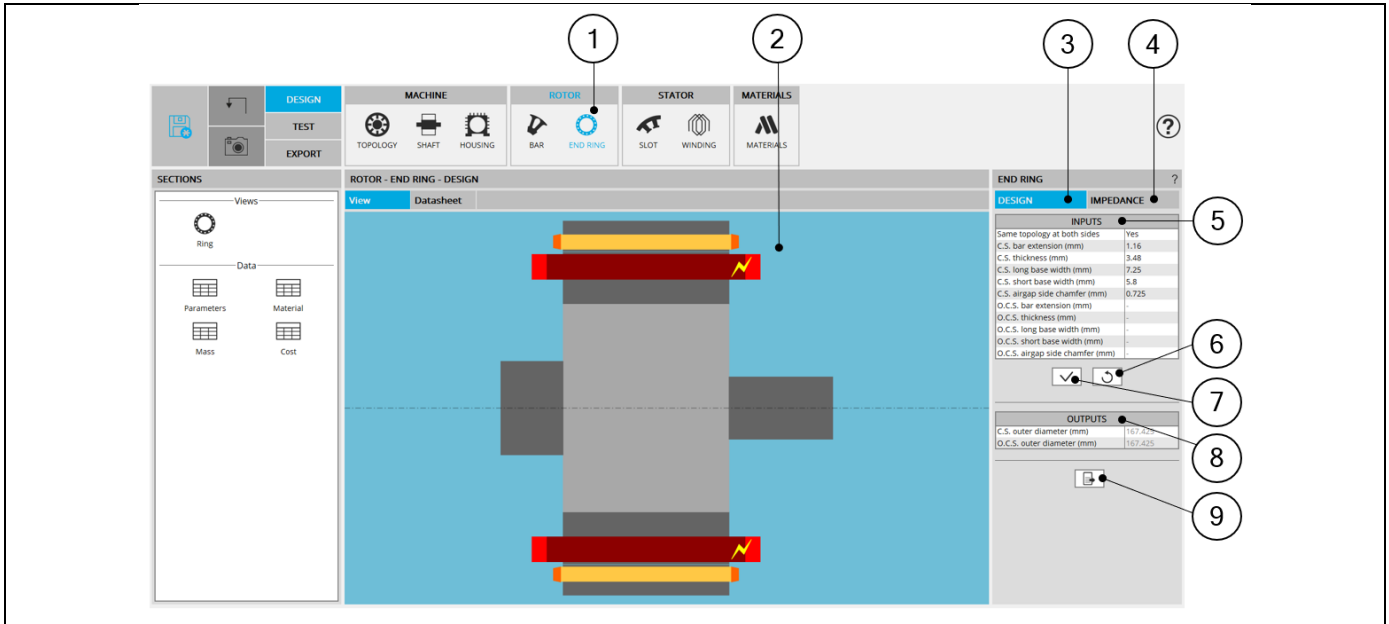 1
2
3
4
DESIGN
TEST
EXPORT
MACHINE
TOPOLOGY
SHAFT
HOUSING
ROTOR
BAR
END RING
STATOR
SLOT
WINDING
MATERIALS
MATERIALS
?
SECTIONS
Views
Ring
Data
Parameters
Material
Mass
Cost
ROTOR - END RING - DESIGN
View
Datasheet
END RING ?
DESIGN
IMPEDANCE
INPUTS
Same topology at both sides Yes
C.S. bar extension (mm) 1.16
C.S. thickness (mm) 3.48
C.S. long base width (mm) 7.25
C.S. short base width (mm) 5.8
C.S. airgap side chamfer (mm) 0.725
O.C.S. bar extension (mm) -
O.C.S. thickness (mm) -
O.C.S. long base width (mm) -
O.C.S. short base width (mm) -
O.C.S. airgap side chamfer (mm) -
OUTPUTS
C.S. outer diameter (mm) 167.425
O.C.S. outer diameter (mm) 167.425
5
6
7
8
9